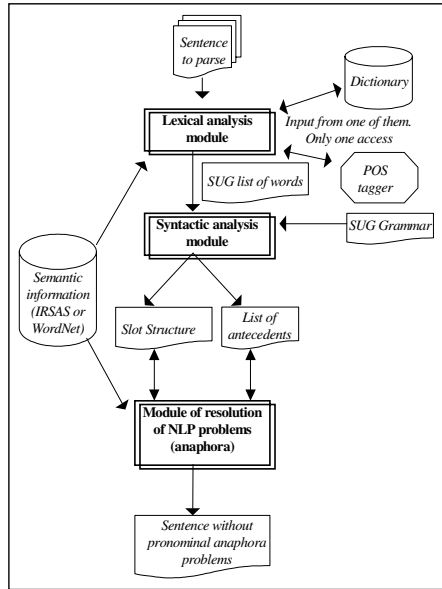 Sentence
to parse
Dictionary
Lexical analysis
module
Input from one of them.
Only one access
SUG list of words
POS
tagger
Syntactic analysis
module
SUG Grammar
Semantic
information
(IRSAS or
WordNet)
Slot Structure
List of
antecedents
Module of resolution
of NLP problems
(anaphora)
Sentence without
pronominal anaphora
problems